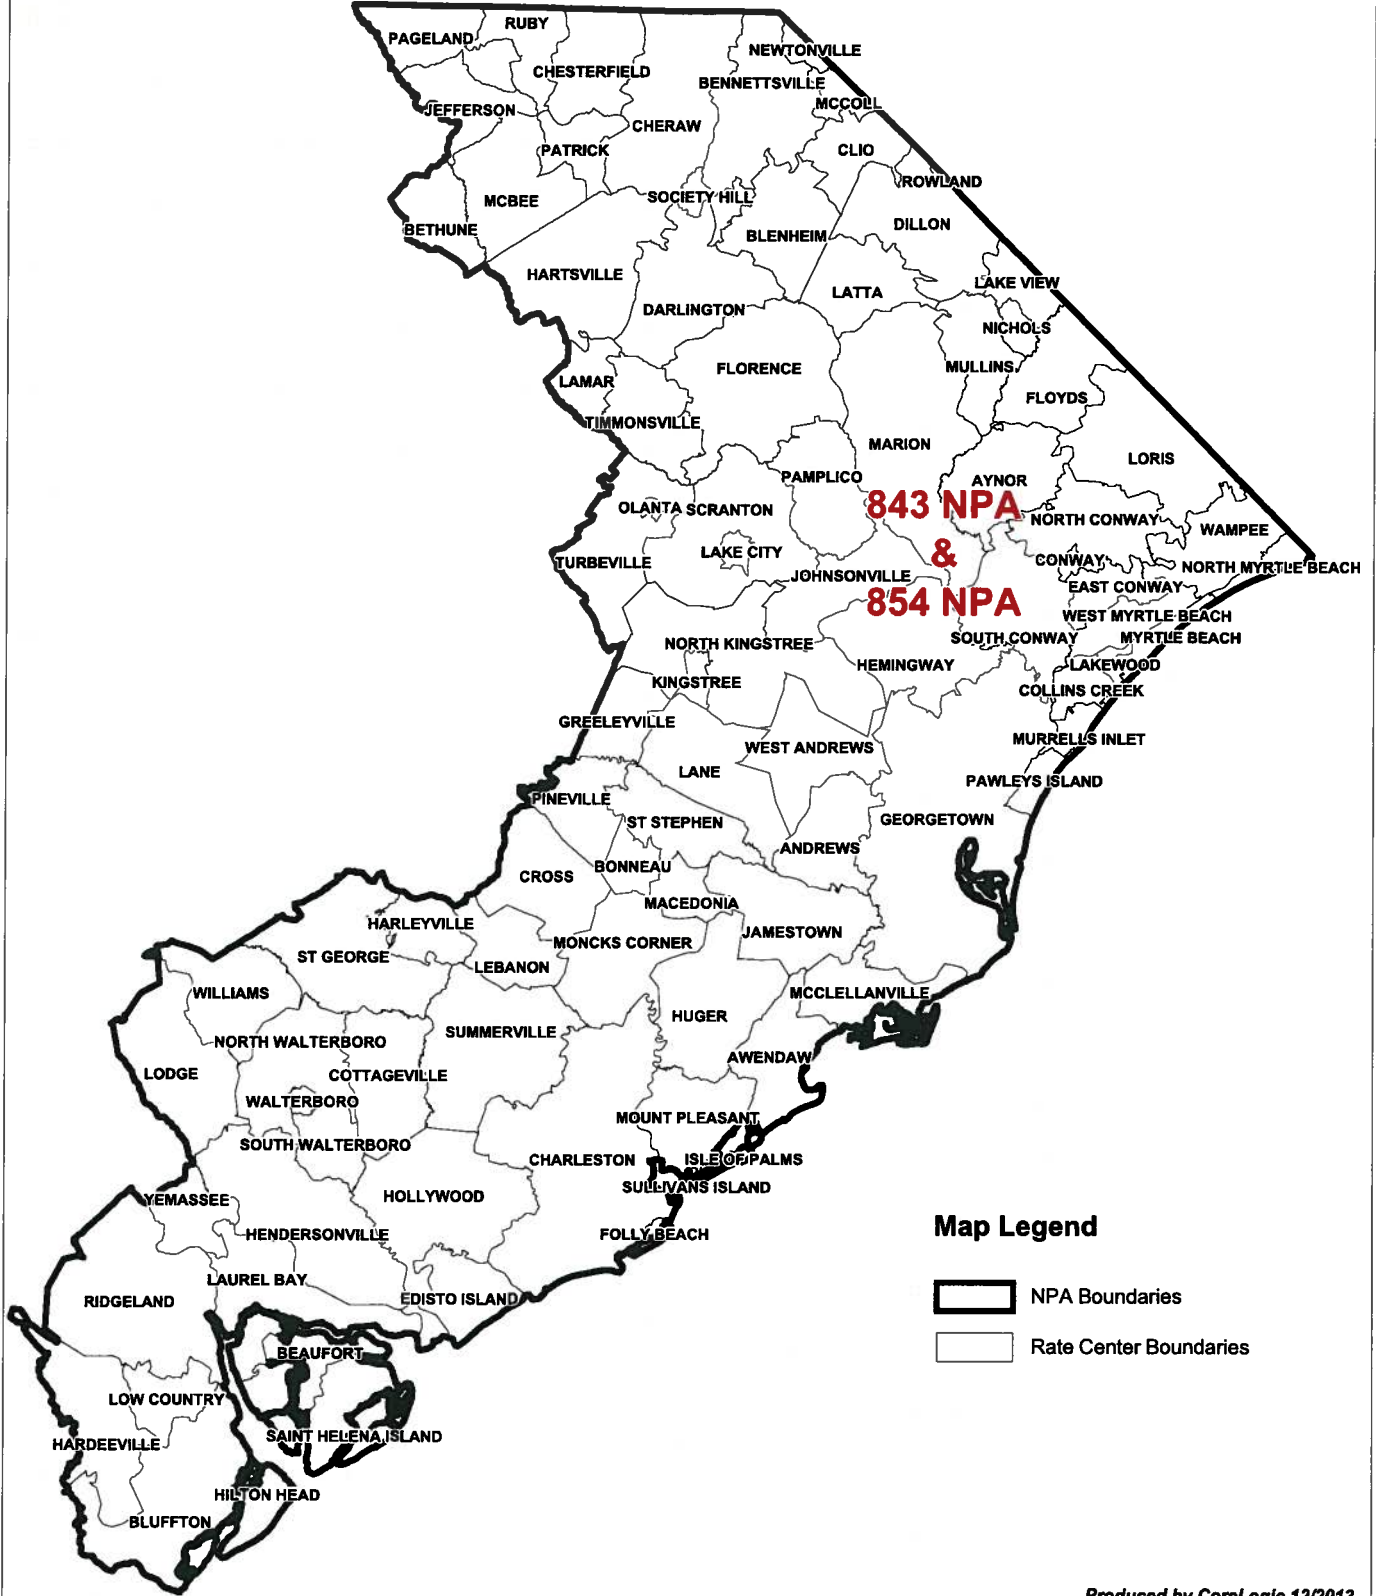 RUBY
PAGELAND
NEWTONVILLE
CHESTERFIELD
BENNETTSVILLE
MCCOLL
JEFFERSON
CHERAW
PATRICK
CLIO
ROWLAND
MCBEE
SOCIETY HILL
BETHUNE
DILLON
BLENHEIM
HARTSVILLE
LAKE VIEW
LATTA
DARLINGTON
NICHOLS
MULLINS
FLORENCE
LAMAR
FLOYDS
TIMMONSVILLE
MARION
LORIS
PAMPLICO
AYNOR
843 NPA
&
854 NPA
OLANTA
SCRANTON
NORTH CONWAY
WAMPEE
LAKE CITY
TURBEVILLE
CONWAY
NORTH MYRTLE BEACH
JOHNSONVILLE
EAST CONWAY
WEST MYRTLE BEACH
SOUTH CONWAY
MYRTLE BEACH
NORTH KINGSTREE
HEMINGWAY
LAKEWOOD
KINGSTREE
COLLINS CREEK
GREELEYVILLE
MURRELLS INLET
WEST ANDREWS
LANE
PAWLEYS ISLAND
PINEVILLE
ST STEPHEN
GEORGETOWN
ANDREWS
BONNEAU
CROSS
MACEDONIA
HARLEYVILLE
JAMESTOWN
MONCKS CORNER
ST GEORGE
LEBANON
WILLIAMS
MCCLELLANVILLE
HUGER
SUMMERVILLE
NORTH WALTERBORO
AWENDAW
LODGE
COTTAGEVILLE
WALTERBORO
MOUNT PLEASANT
SOUTH WALTERBORO
CHARLESTON
ISLE OF PALMS
SULLIVANS ISLAND
HOLLYWOOD
YEMASSEE
HENDERSONVILLE
FOLLY BEACH
LAUREL BAY
RIDGELAND
EDISTO ISLAND
BEAUFORT
LOW COUNTRY
SAINT HELENA ISLAND
HARDEEVILLE
HILTON HEAD
BLUFFTON
Map Legend
NPA Boundaries
Rate Center Boundaries
Produced by CoreLogic 12/2013